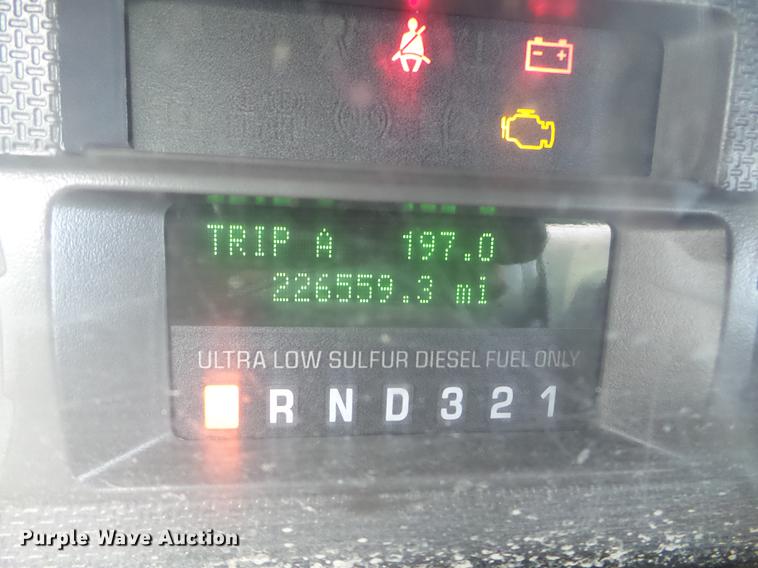 TRIP A 197.0
226559.3 mi
ULTRA LOW SULFUR DIESEL FUEL ONLY
R N D 3 2 1
Purple Wave Auction